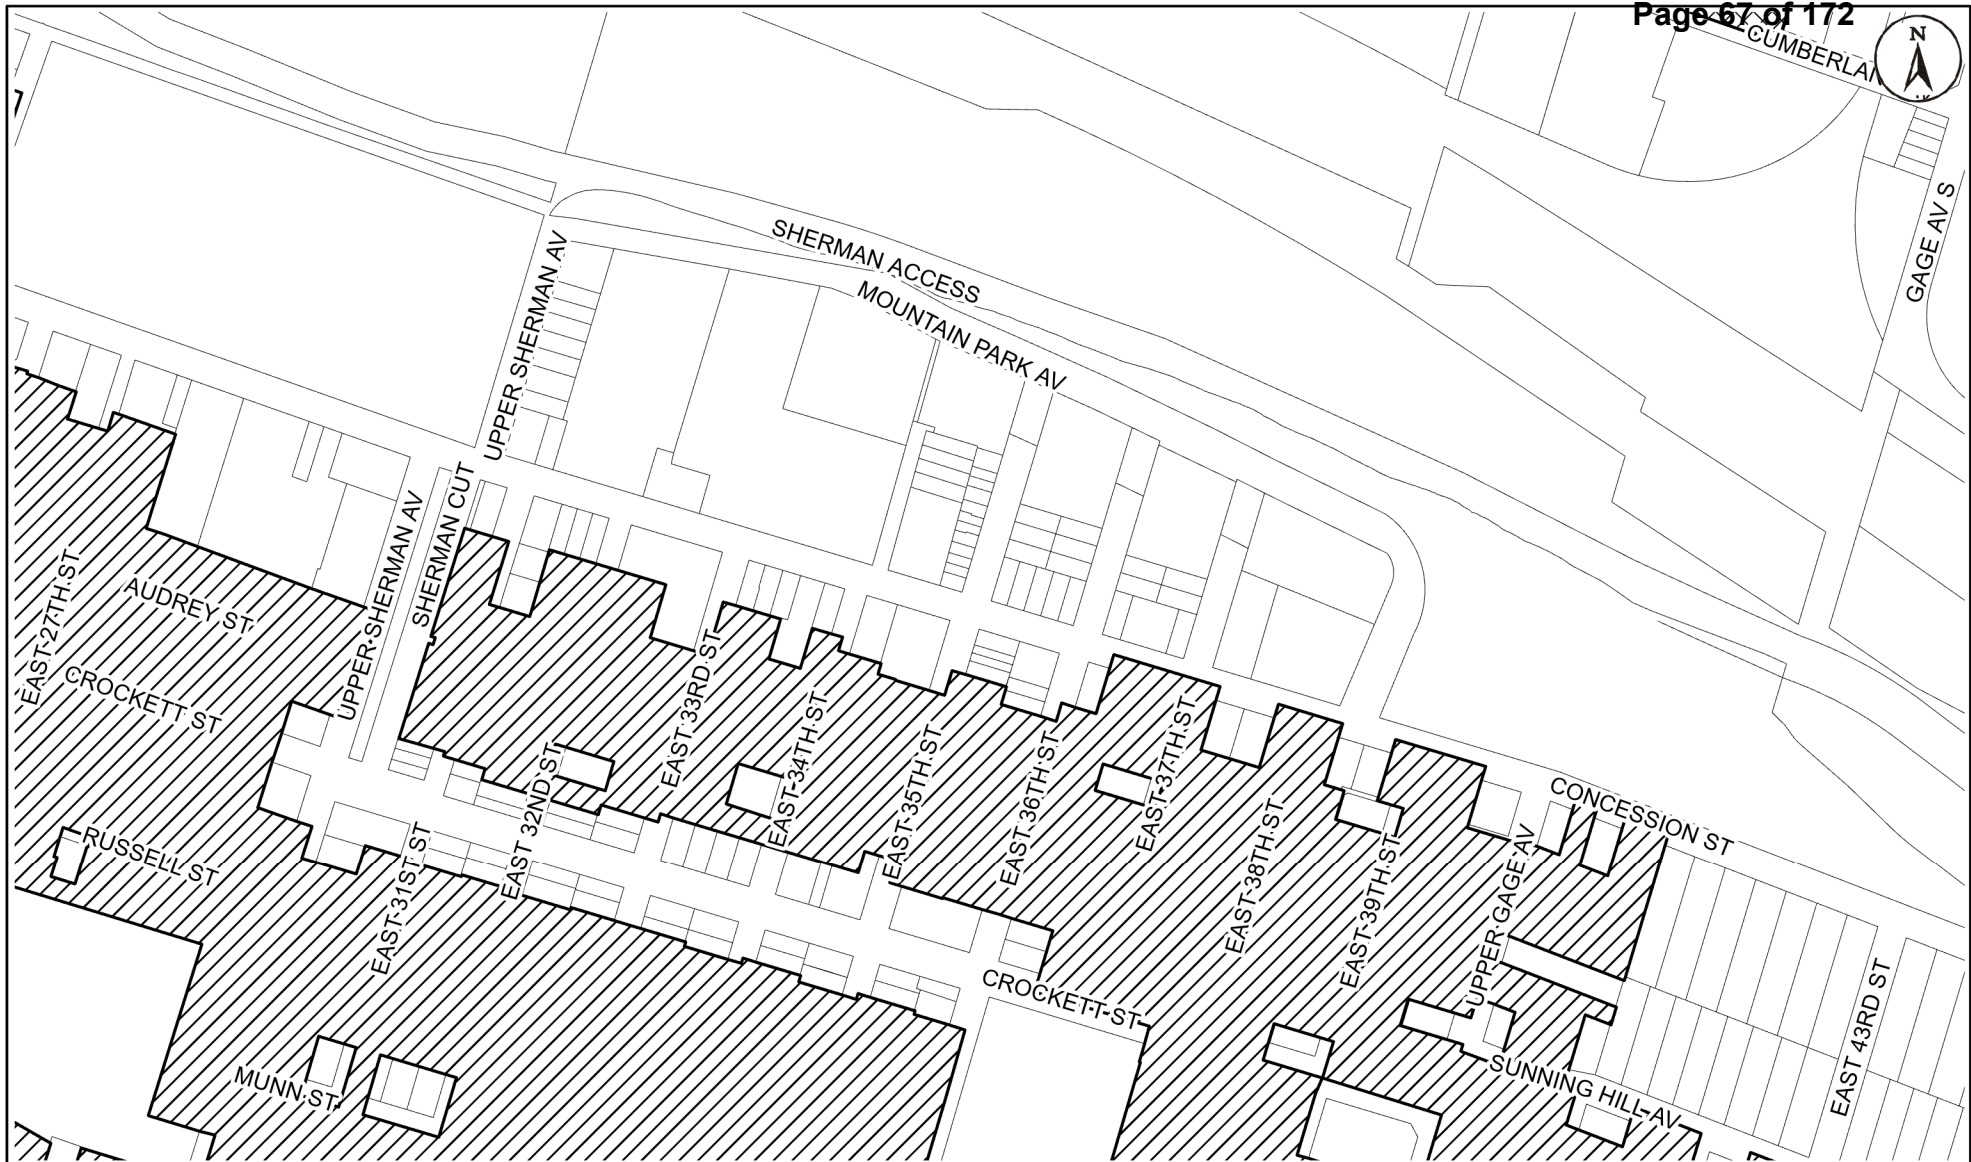 Page 67 of 172
CUMBERLAN
N
GAGE AV S
SHERMAN ACCESS
MOUNTAIN PARK AV
UPPER SHERMAN AV
SHERMAN CUT
UPPER SHERMAN AV
EAST 27TH ST
AUDREY ST
CROCKETT ST
RUSSELL ST
EAST 31ST ST
EAST 32ND ST
EAST 33RD ST
EAST 34TH ST
EAST 35TH ST
EAST 36TH ST
EAST 37TH ST
EAST 38TH ST
EAST 39TH ST
UPPER GAGE AV
CONCESSION ST
CROCKETT ST
EAST 43RD ST
SUNNING HILL AV
MUNN ST